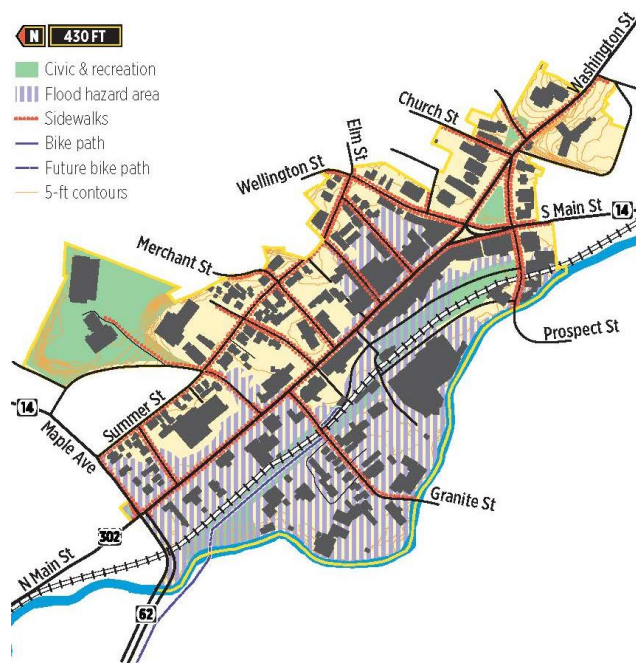 N 430 FT
Civic & recreation
Flood hazard area
Sidewalks
Bike path
Future bike path
5-ft contours
Washington St
Church St
Elm St
Wellington St
S Main St
14
Merchant St
Prospect St
14
Summer St
Maple Ave
Granite St
302
N Main St
62